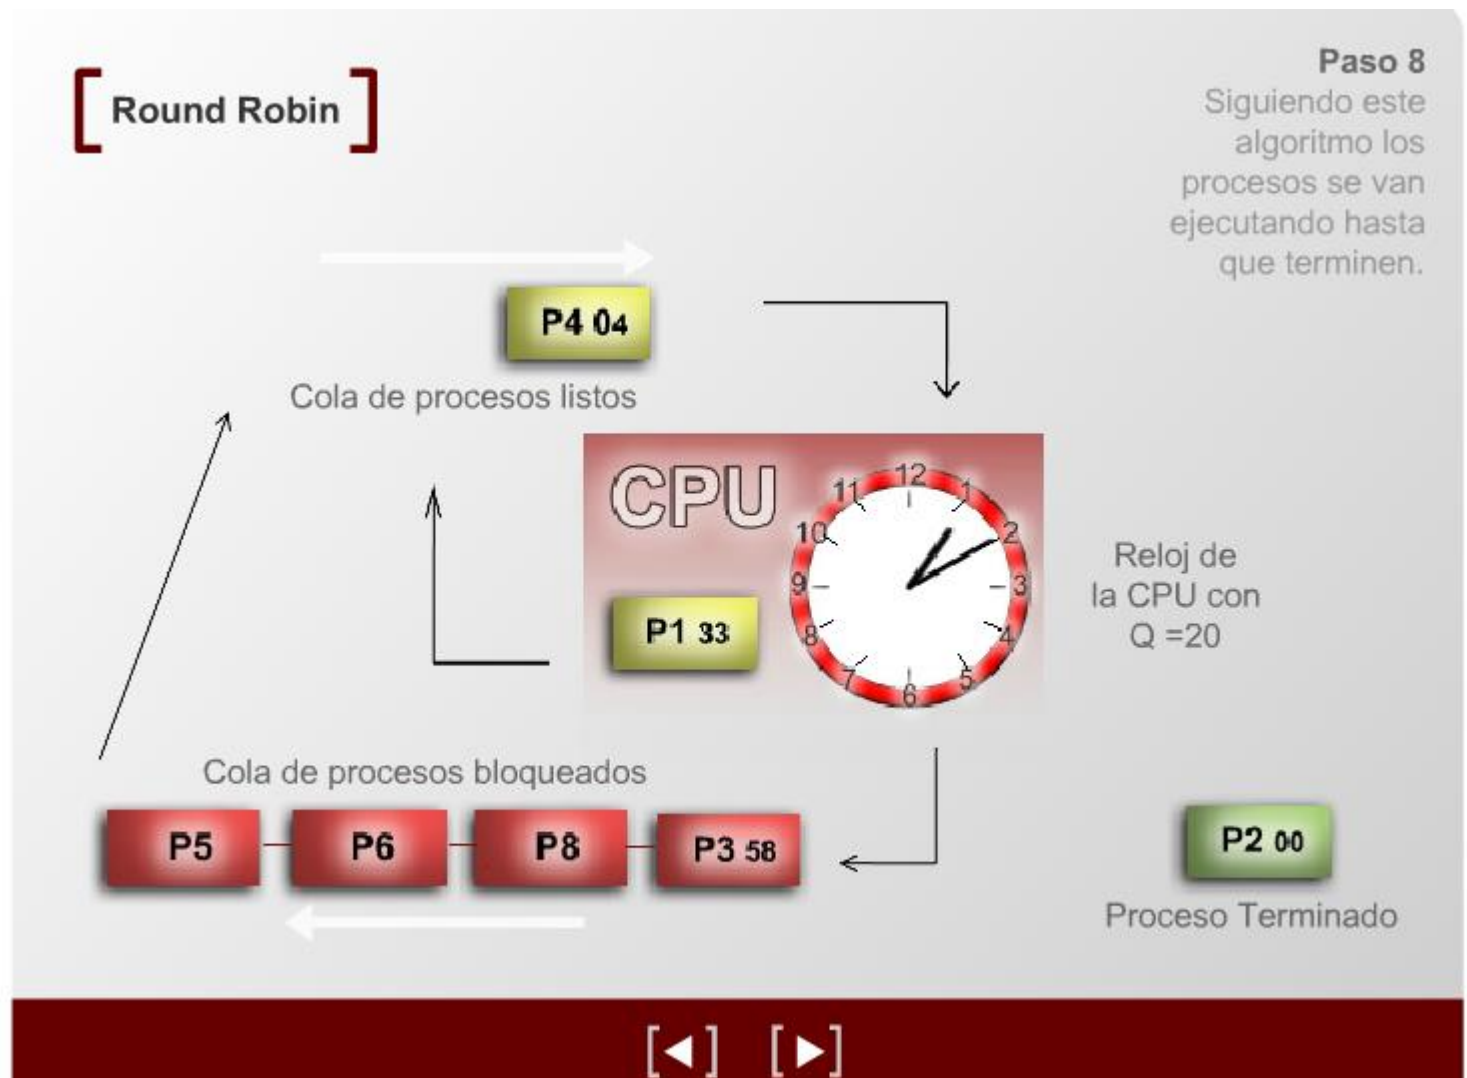 Round Robin
Paso 8
Siguiendo este
algoritmo los
procesos se van
ejecutando hasta
que terminen.
P4 04
Cola de procesos listos
CPU
12
1
2
3
4
5
6
7
8
9
10
11
P1 33
Reloj de
la CPU con
Q =20
Cola de procesos bloqueados
P5
P6
P8
P3 58
P2 00
Proceso Terminado